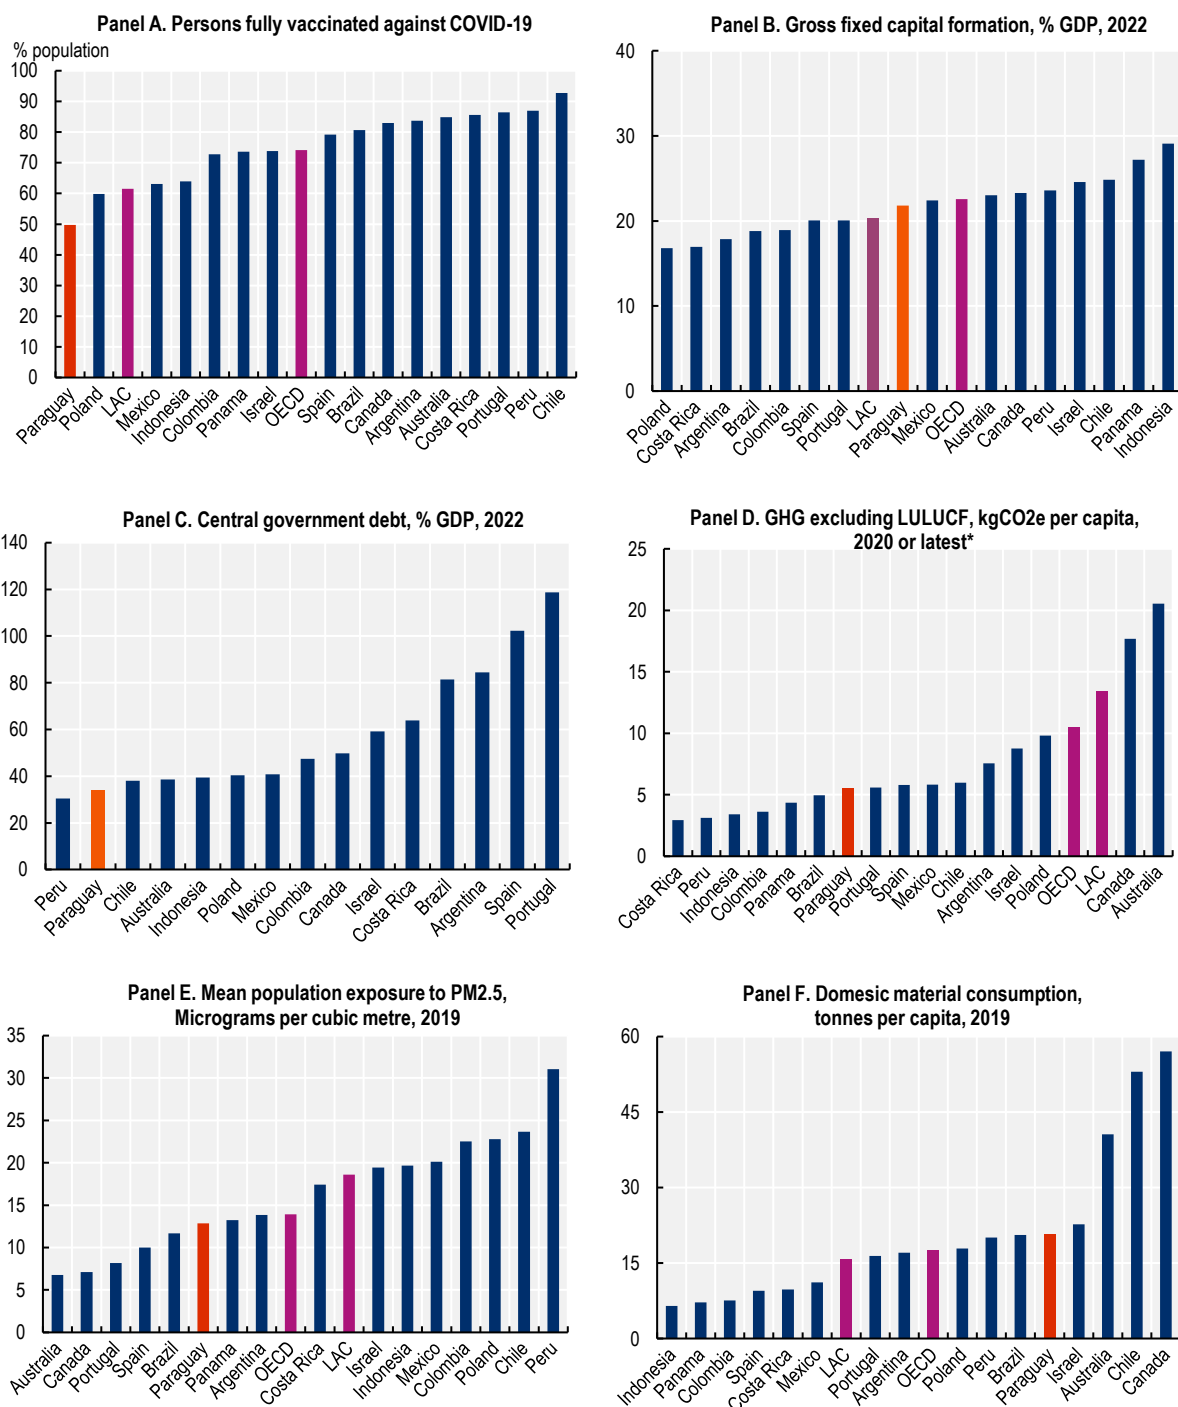 Panel A. Persons fully vaccinated against COVID-19
% population
100
90
80
70
60
50
40
30
20
10
0
Paraguay
Poland
LAC
Mexico
Indonesia
Colombia
Panama
Israel
OECD
Spain
Brazil
Canada
Argentina
Australia
Costa Rica
Portugal
Peru
Chile
Panel B. Gross fixed capital formation, % GDP, 2022
40
30
20
10
0
Poland
Costa Rica
Argentina
Brazil
Colombia
Spain
Portugal
LAC
Paraguay
Mexico
OECD
Australia
Canada
Peru
Israel
Chile
Panama
Indonesia
Panel C. Central government debt, % GDP, 2022
140
120
100
80
60
40
20
0
Peru
Paraguay
Chile
Australia
Indonesia
Poland
Mexico
Colombia
Canada
Israel
Costa Rica
Brazil
Argentina
Spain
Portugal
Panel D. GHG excluding LULUCF, kgCO2e per capita,
2020 or latest*
25
20
15
10
5
0
Costa Rica
Peru
Indonesia
Colombia
Panama
Brazil
Paraguay
Portugal
Spain
Mexico
Chile
Argentina
Israel
Poland
OECD
LAC
Canada
Australia
Panel E. Mean population exposure to PM2.5,
Micrograms per cubic metre, 2019
35
30
25
20
15
10
5
0
Australia
Canada
Portugal
Spain
Brazil
Paraguay
Panama
Argentina
OECD
Costa Rica
LAC
Israel
Indonesia
Mexico
Colombia
Poland
Chile
Peru
Panel F. Domesic material consumption,
tonnes per capita, 2019
60
45
30
15
0
Indonesia
Panama
Colombia
Spain
Costa Rica
Mexico
LAC
Portugal
Argentina
OECD
Poland
Peru
Brazil
Paraguay
Israel
Australia
Chile
Canada